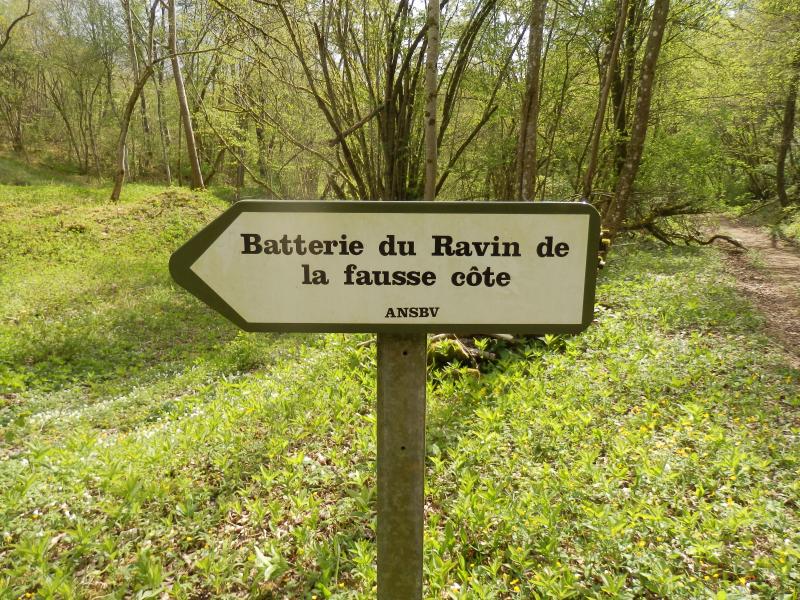 Batterie du Ravin de
la fausse côte
ANSBV